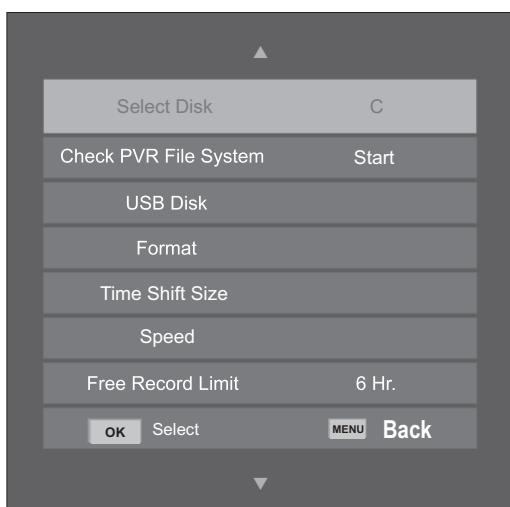 Select Disk C
Check PVR File System Start
USB Disk
Format
Time Shift Size
Speed
Free Record Limit 6 Hr.
OK Select MENU Back